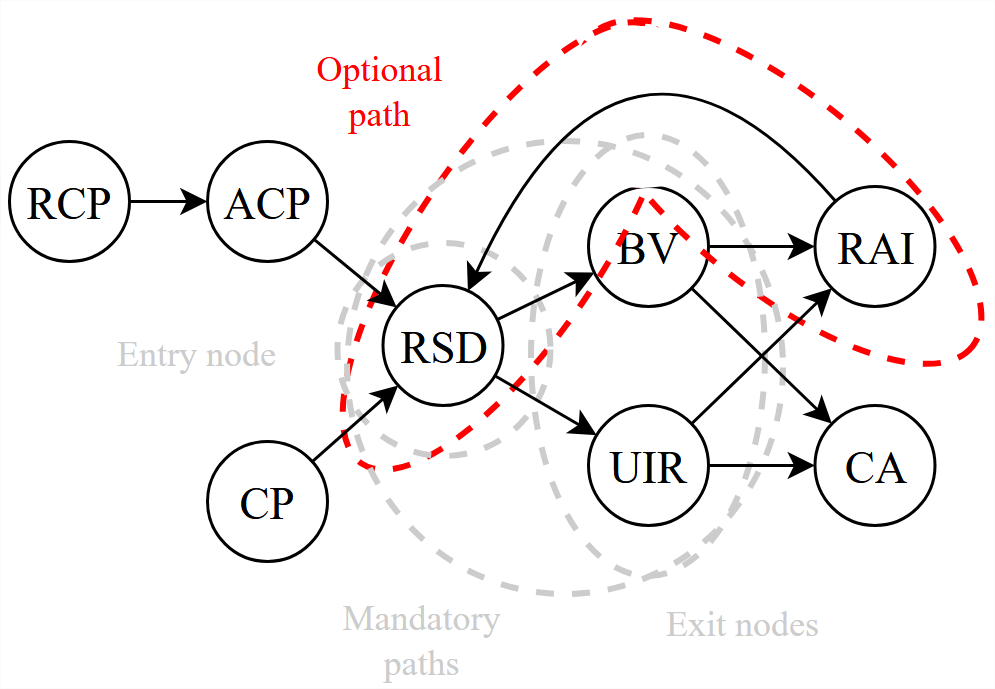 Optional
path
RCP
ACP
BV
RAI
RSD
Entry node
UIR
CA
CP
Mandatory
paths
Exit nodes